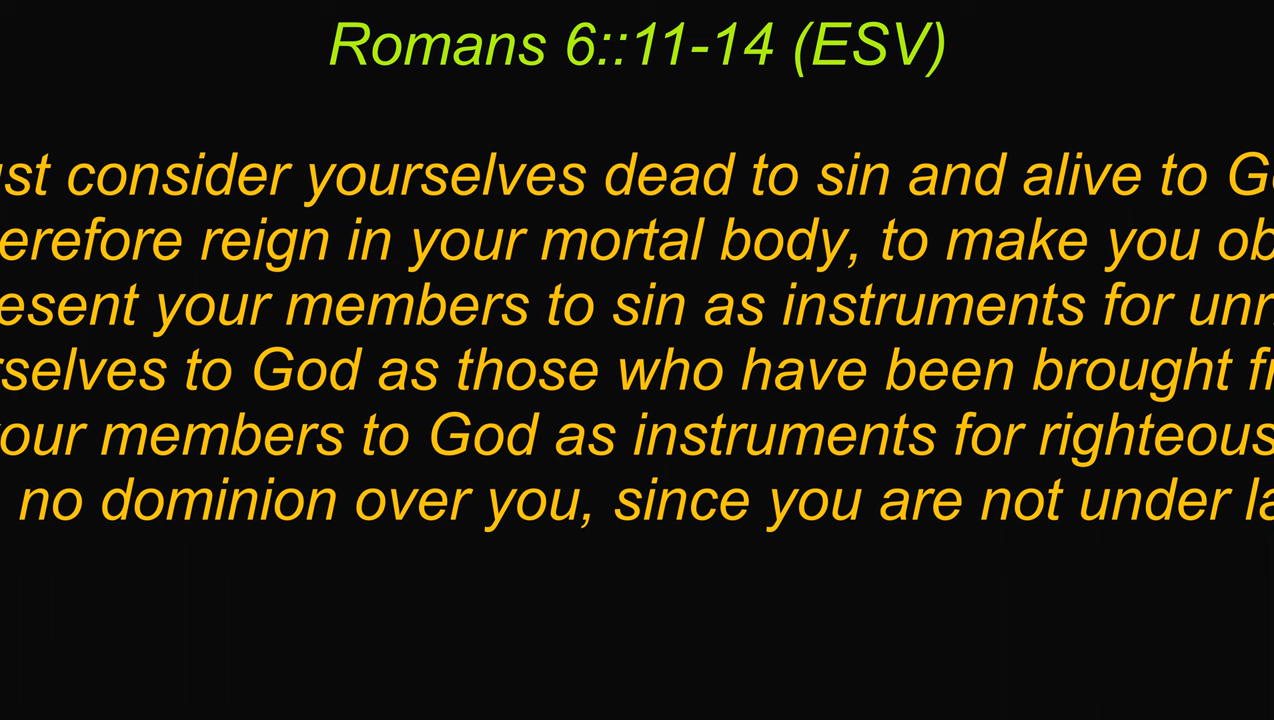 Romans 6::11-14 (ESV)
ust consider yourselves dead to sin and alive to G
erefore reign in your mortal body, to make you ob
esent your members to sin as instruments for unr
rselves to God as those who have been brought fr
your members to God as instruments for righteous
no dominion over you, since you are not under la